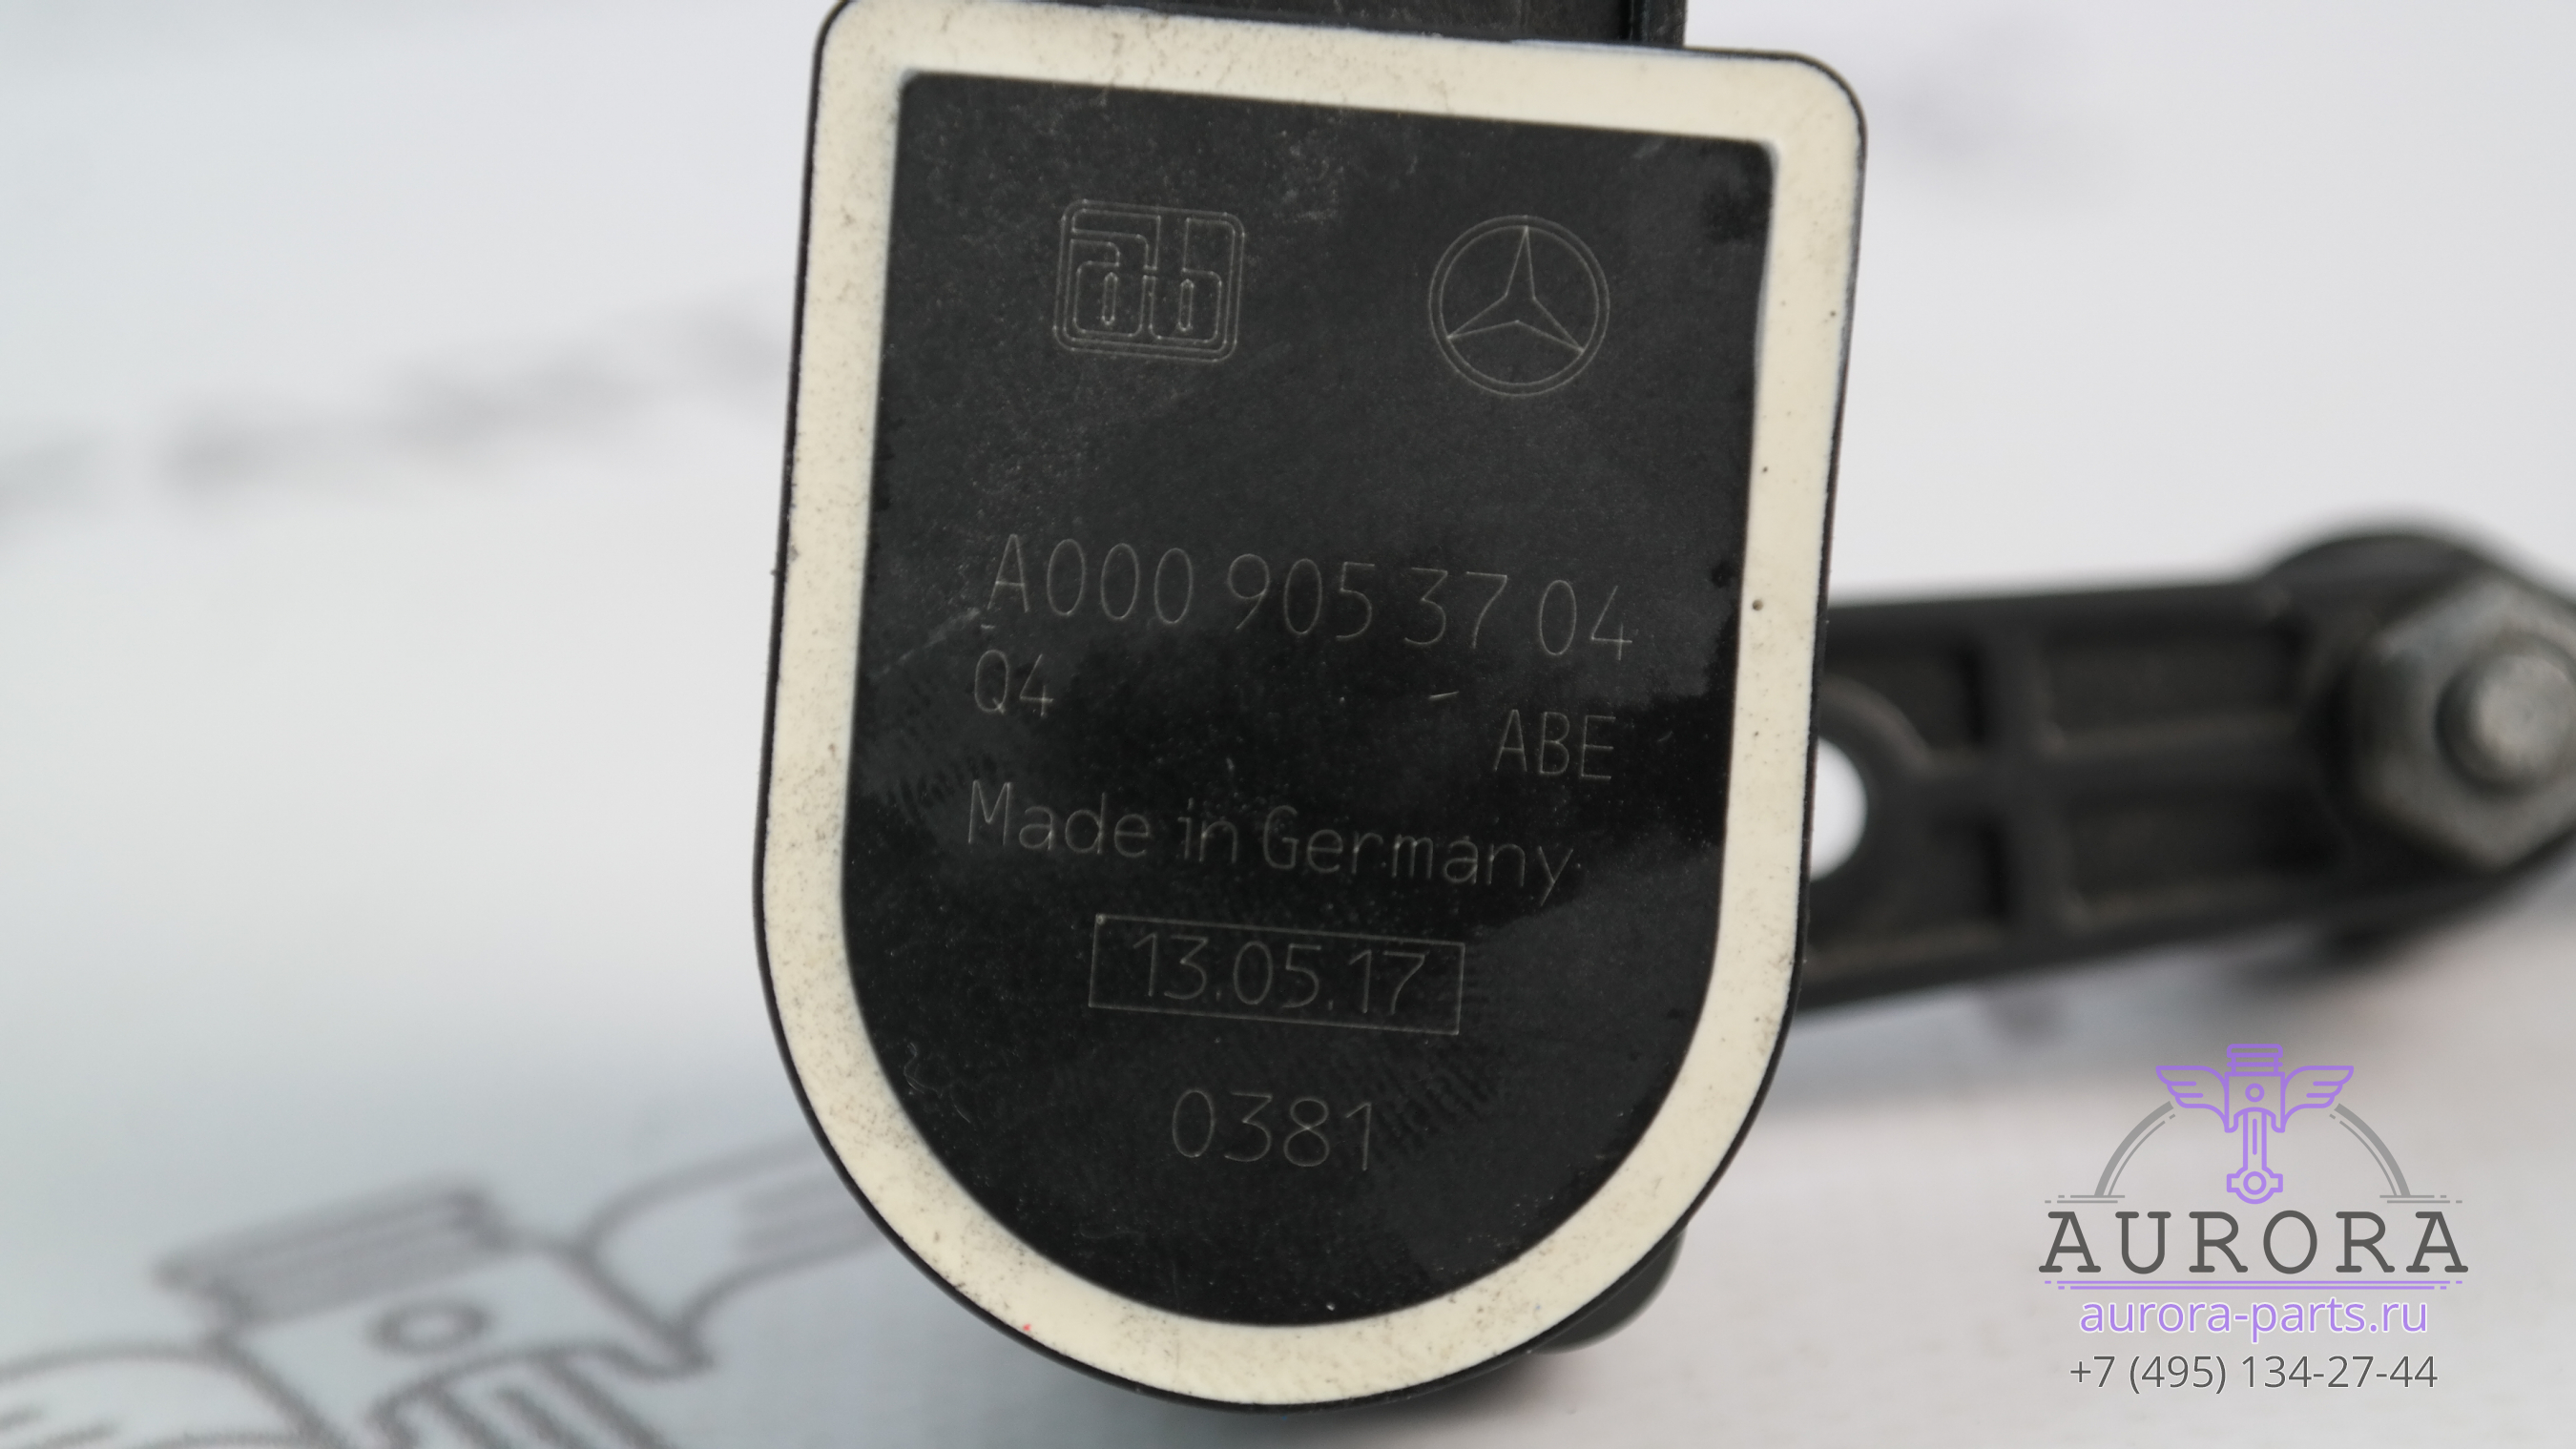 ab
A000 905 37 04
Q4
ABE
Made in Germany
13.05.17
0381
AURORA
aurora-parts.ru
+7 (495) 134-27-44